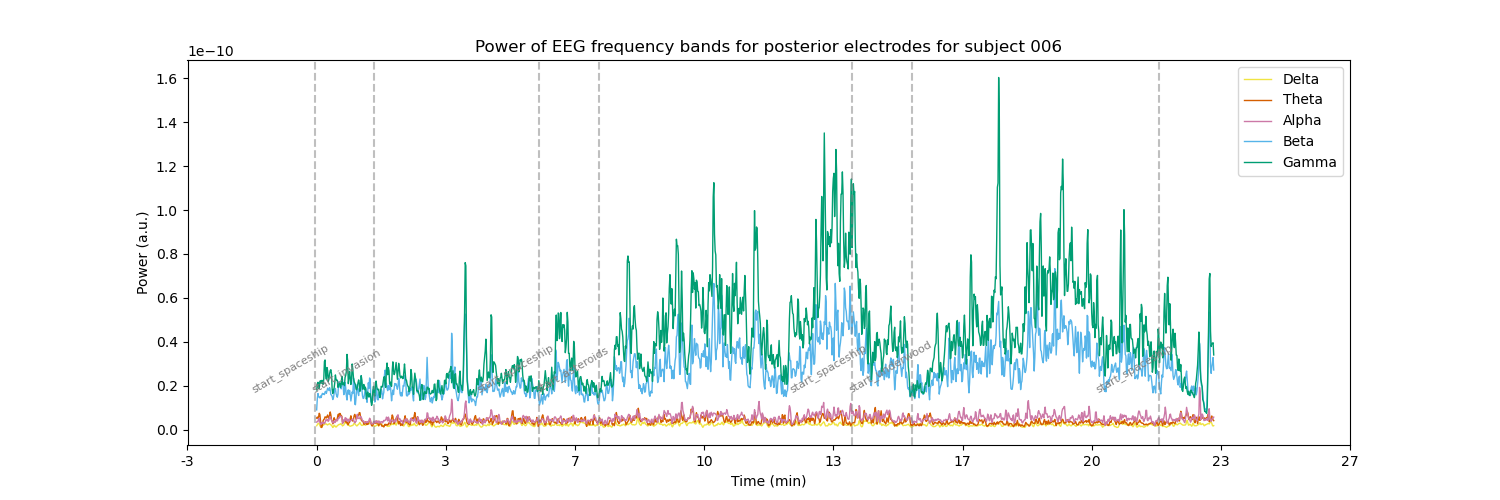 Power of EEG frequency bands for posterior electrodes for subject 006
1e−10
1.6
1.4
1.2
1.0
0.8
0.6
0.4
0.2
0.0
Power (a.u.)
Delta
Theta
Alpha
Beta
Gamma
start_spaceship
start_invasion
start_spaceship
start_asteroids
start_spaceship
start_spaceship
-3
0
3
7
10
13
17
20
23
27
Time (min)